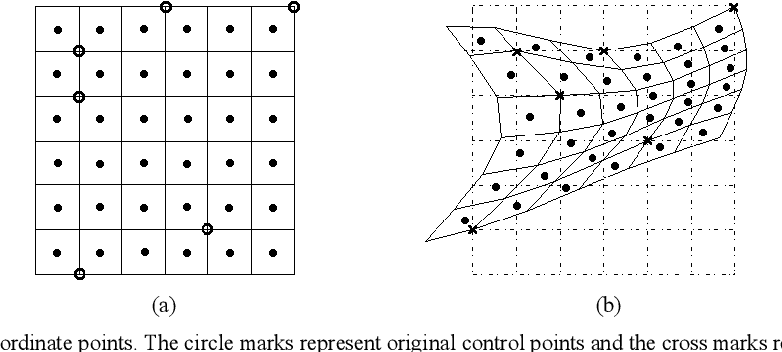 (a) (b)
ordinate points. The circle marks represent original control points and the cross marks